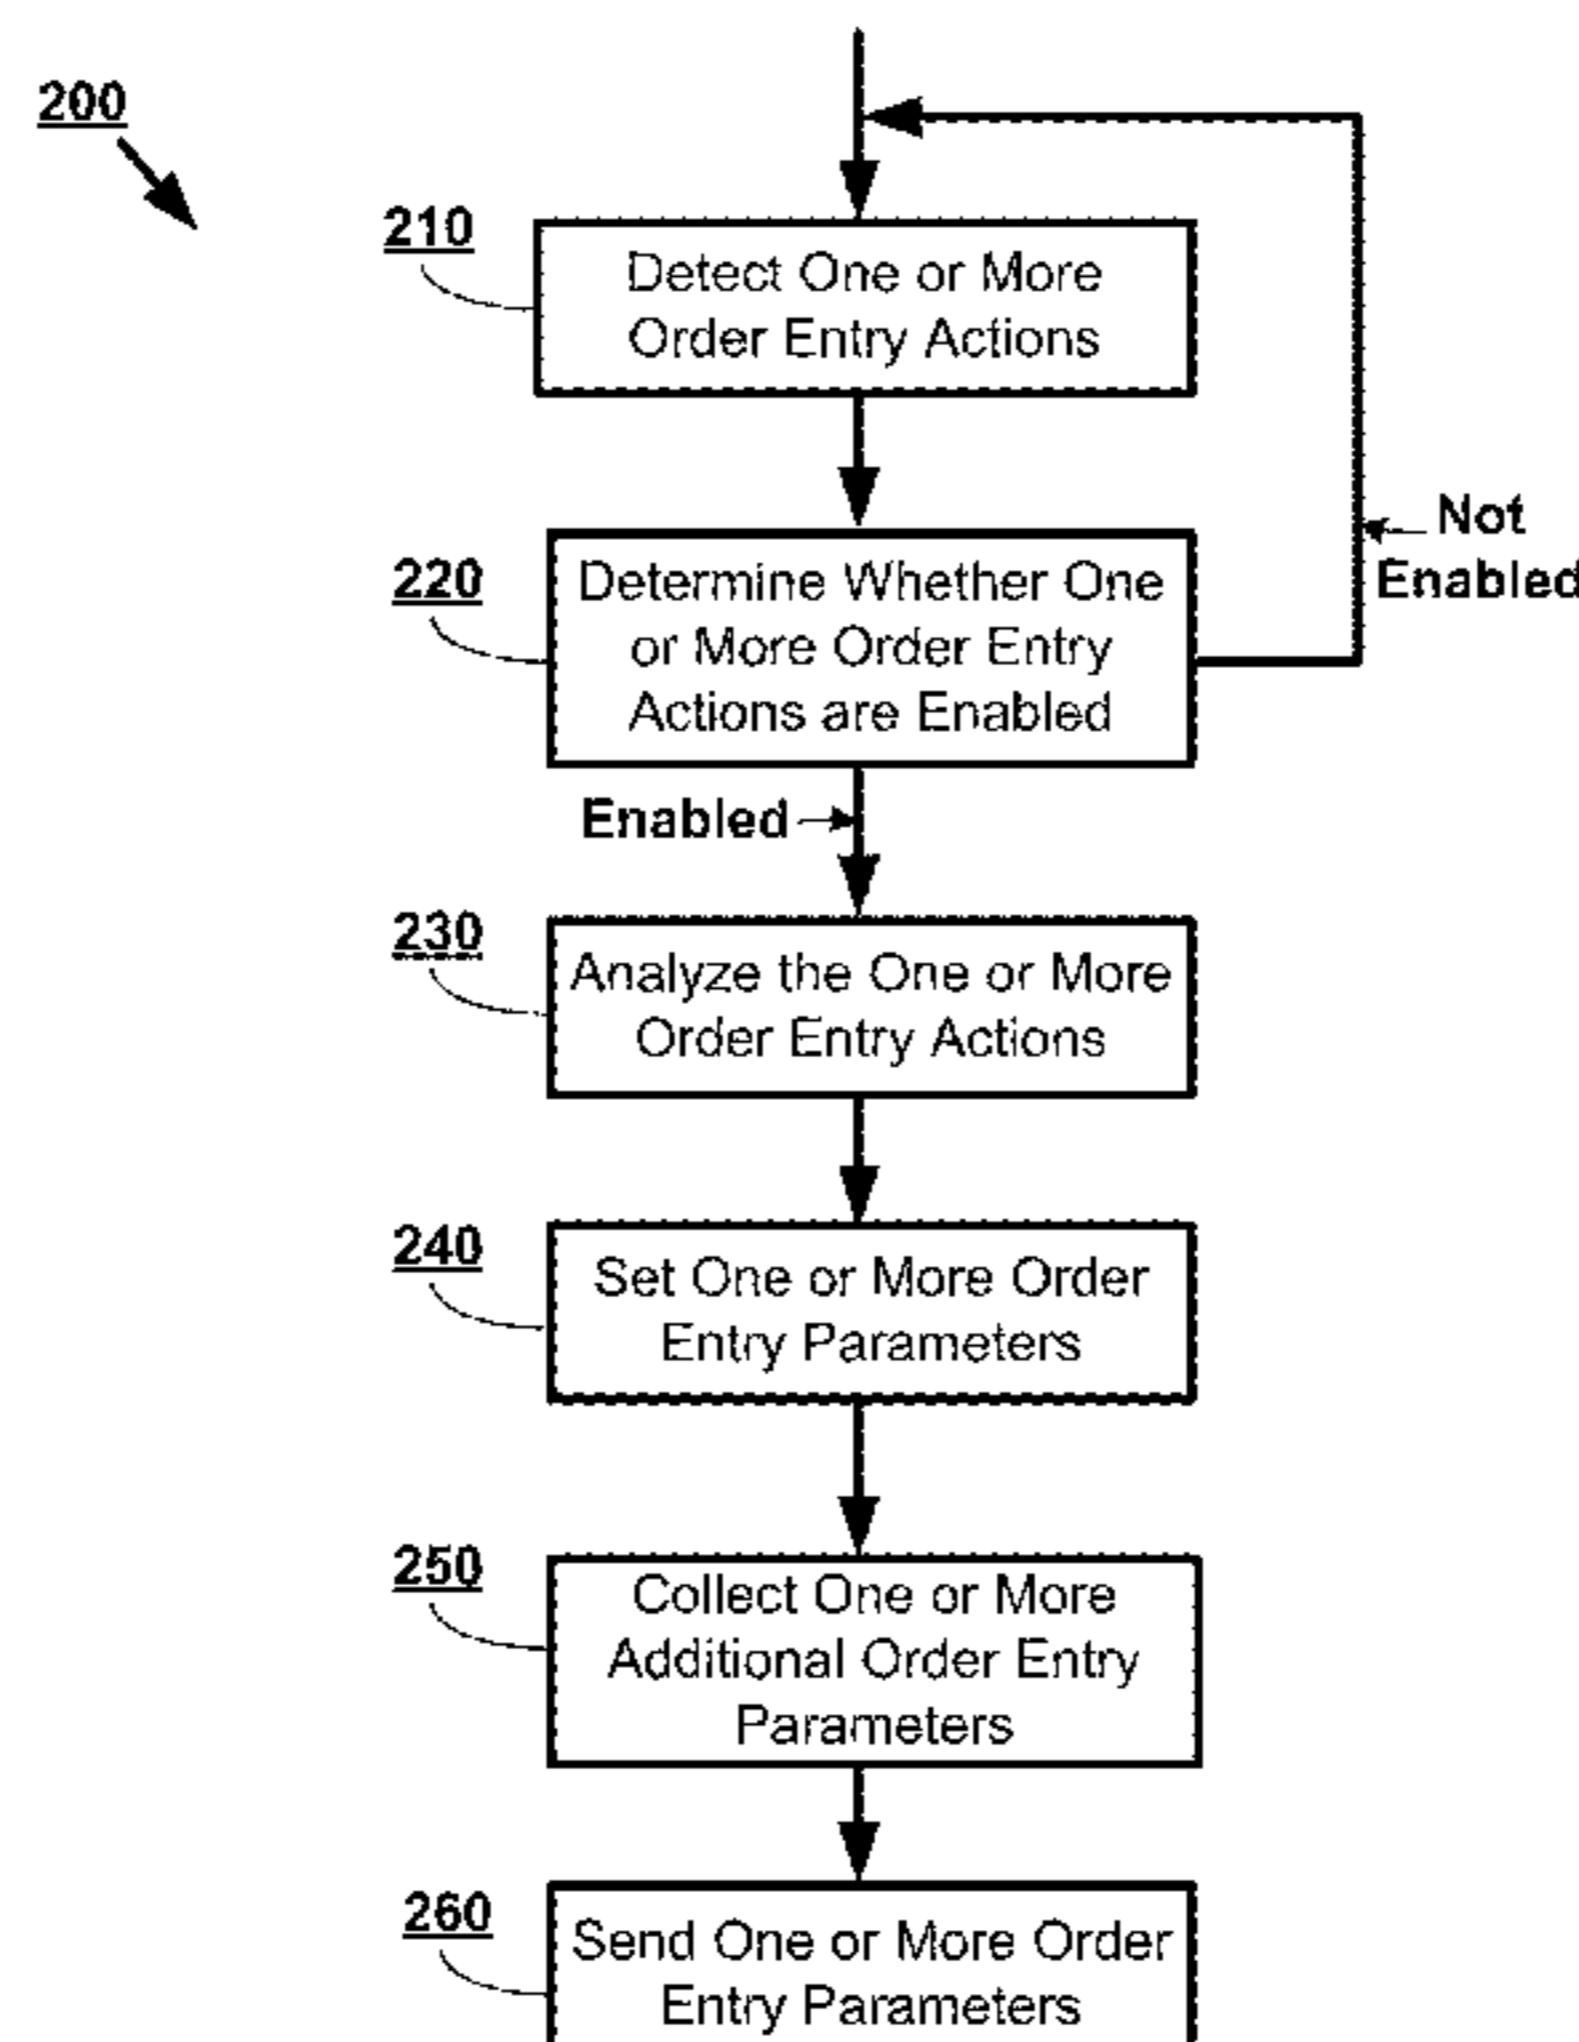 200
210
Detect One or More
Order Entry Actions
220
Determine Whether One
or More Order Entry
Actions are Enabled
Not
Enabled
Enabled
230
Analyze the One or More
Order Entry Actions
240
Set One or More Order
Entry Parameters
250
Collect One or More
Additional Order Entry
Parameters
260
Send One or More Order
Entry Parameters